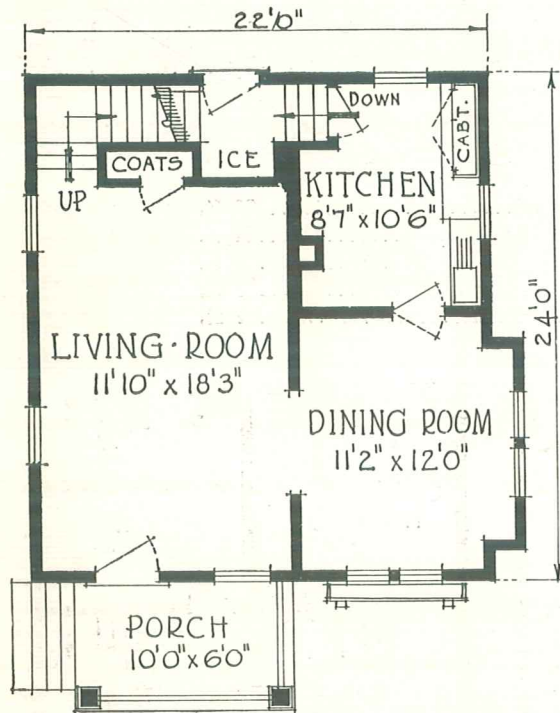 22'0"
DOWN
CABT.
COATS
ICE
UP
KITCHEN
8'7" x 10'6"
24'0"
LIVING·ROOM
11'10" x 18'3"
DINING ROOM
11'2" x 12'0"
PORCH
10'0" x 6'0"